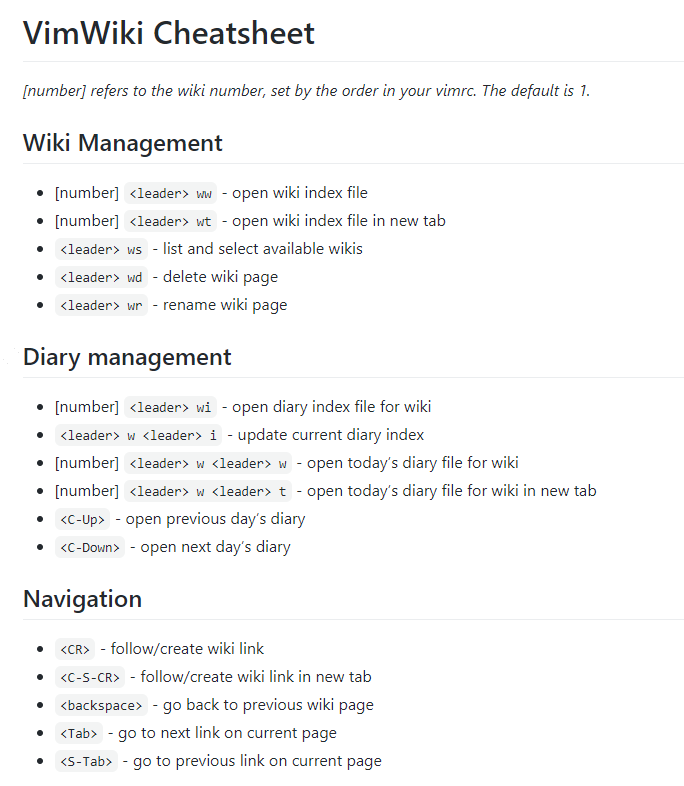 VimWiki Cheatsheet
[number] refers to the wiki number, set by the order in your vimrc. The default is 1.
Wiki Management
• [number] <leader> ww - open wiki index file
• [number] <leader> wt - open wiki index file in new tab
• <leader> ws - list and select available wikis
• <leader> wd - delete wiki page
• <leader> wr - rename wiki page
Diary management
• [number] <leader> wi - open diary index file for wiki
• <leader> w <leader> i - update current diary index
• [number] <leader> w <leader> w - open today’s diary file for wiki
• [number] <leader> w <leader> t - open today’s diary file for wiki in new tab
• <C-Up> - open previous day’s diary
• <C-Down> - open next day’s diary
Navigation
• <CR> - follow/create wiki link
• <C-S-CR> - follow/create wiki link in new tab
• <backspace> - go back to previous wiki page
• <Tab> - go to next link on current page
• <S-Tab> - go to previous link on current page